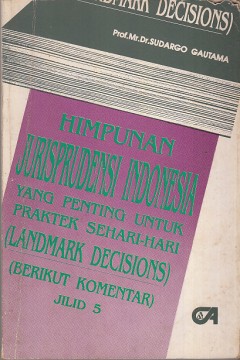 (LANDMARK DECISIONS)
Prof.Mr.Dr.SUDARGO GAUTAMA
HIMPUNAN
JURISPRUDENSI INDONESIA
YANG PENTING UNTUK
PRAKTEK SEHARI-HARI
(LANDMARK DECISIONS)
(BERIKUT KOMENTAR)
JILID 5